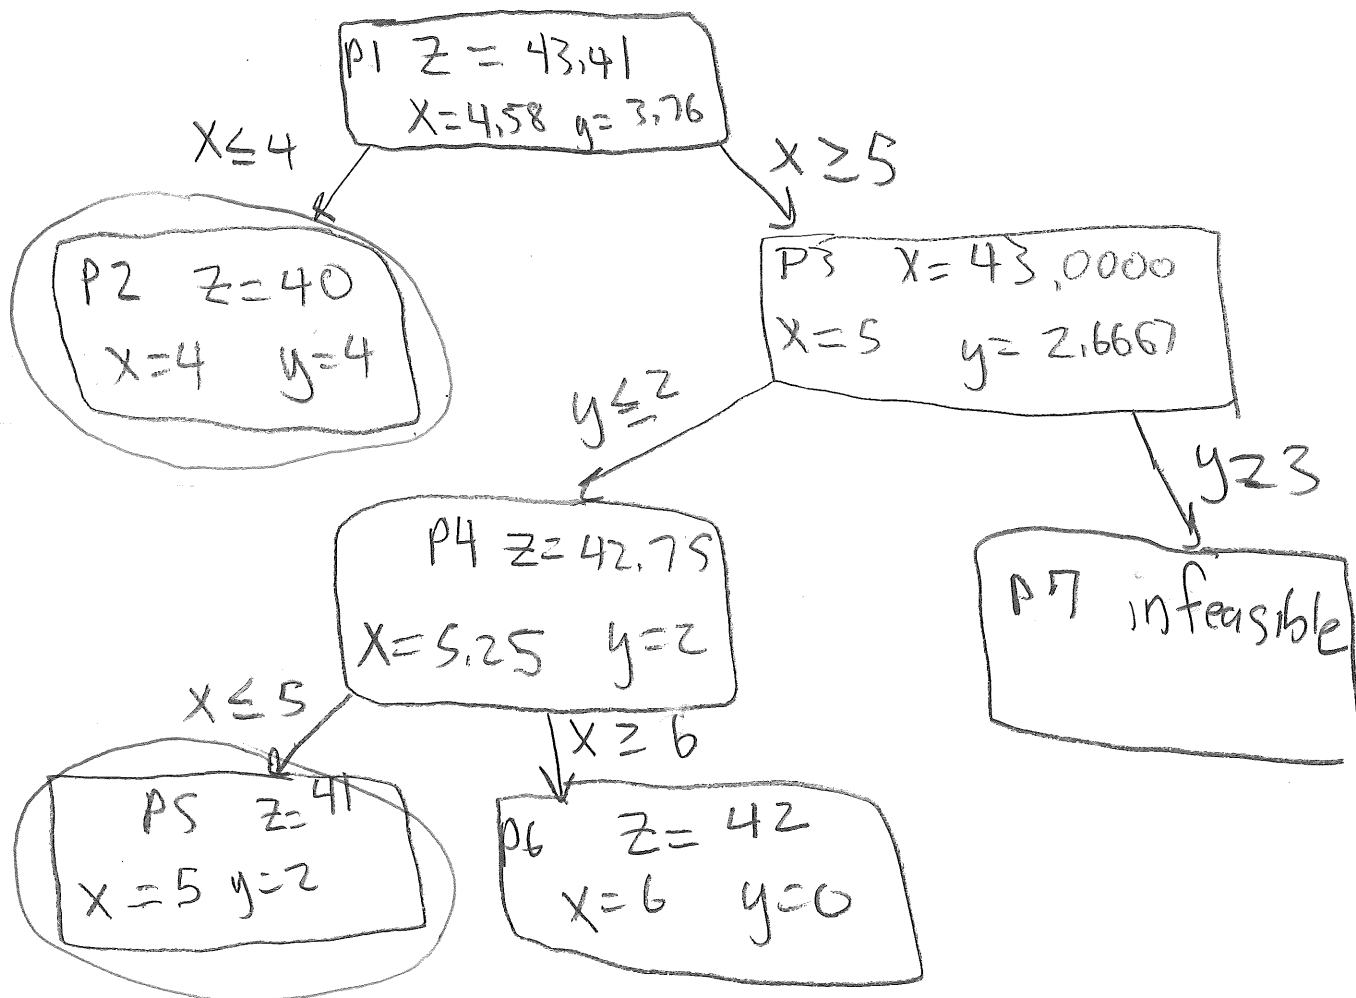 P1 Z = 43.41
X=4.58 y=3.76
X≤4
X≥5
P2 Z=40
X=4 y=4
P3 X=43.0000
X=5 y=2.6667
y≤2
y≥3
P4 Z=42.75
X=5.25 y=2
P7 infeasible
X≤5
X≥6
P5 Z=41
X=5 y=2
P6 Z=42
X=6 y=0